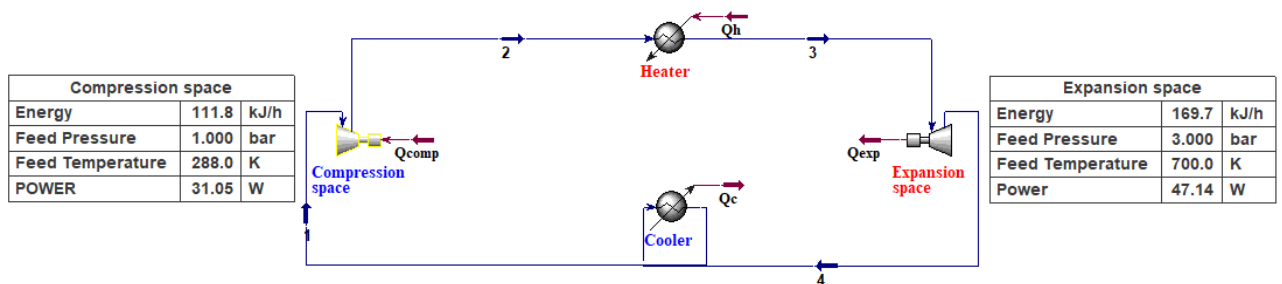 Qh
2
3
Heater
Compression space
Energy 111.8 kJ/h
Feed Pressure 1.000 bar
Feed Temperature 288.0 K
POWER 31.05 W
Qcomp
Compression
space
Qexp
Expansion
space
Expansion space
Energy 169.7 kJ/h
Feed Pressure 3.000 bar
Feed Temperature 700.0 K
Power 47.14 W
Qc
Cooler
1
4